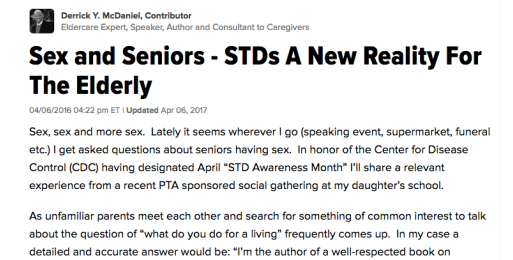 Derrick Y. McDaniel, Contributor
Eldercare Expert, Speaker, Author and Consultant to Caregivers
Sex and Seniors - STDs A New Reality For
The Elderly
04/06/2016 04:22 pm ET | Updated Apr 06, 2017
Sex, sex and more sex.  Lately it seems wherever I go (speaking event, supermarket, funeral
etc.) I get asked questions about seniors having sex.  In honor of the Center for Disease
Control (CDC) having designated April “STD Awareness Month” I’ll share a relevant
experience from a recent PTA sponsored social gathering at my daughter’s school.
As unfamiliar parents meet each other and search for something of common interest to talk
about the question of “what do you do for a living” frequently comes up.  In my case a
detailed and accurate answer would be: “I’m the author of a well-respected book on